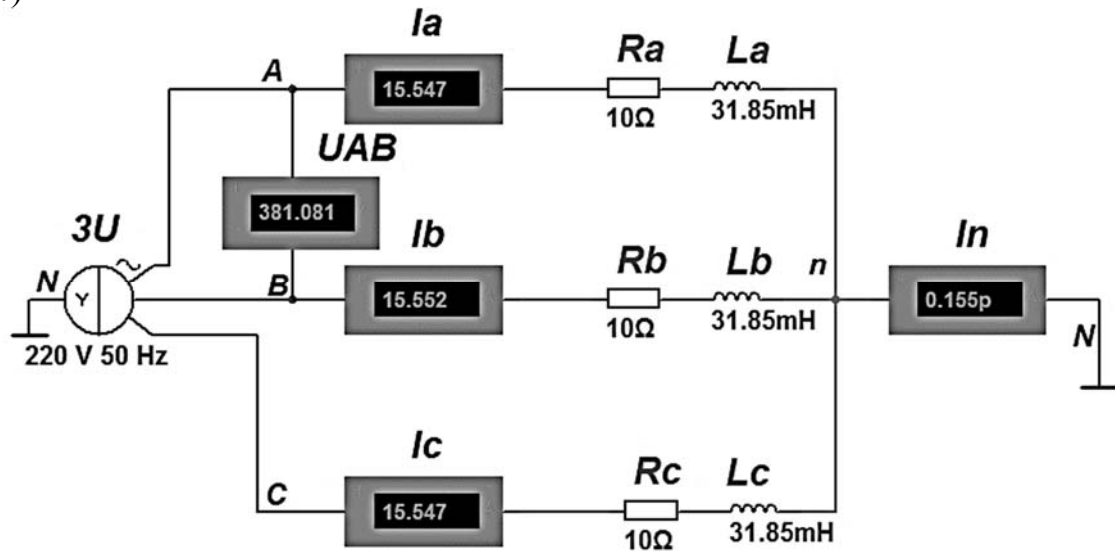 Ia
Ra
La
A
15.547
10Ω
31.85mH
UAB
381.081
3U
N
Y
B
Ib
15.552
Rb
10Ω
Lb
31.85mH
n
In
0.155p
N
220 V 50 Hz
Ic
Rc
Lc
C
15.547
10Ω
31.85mH